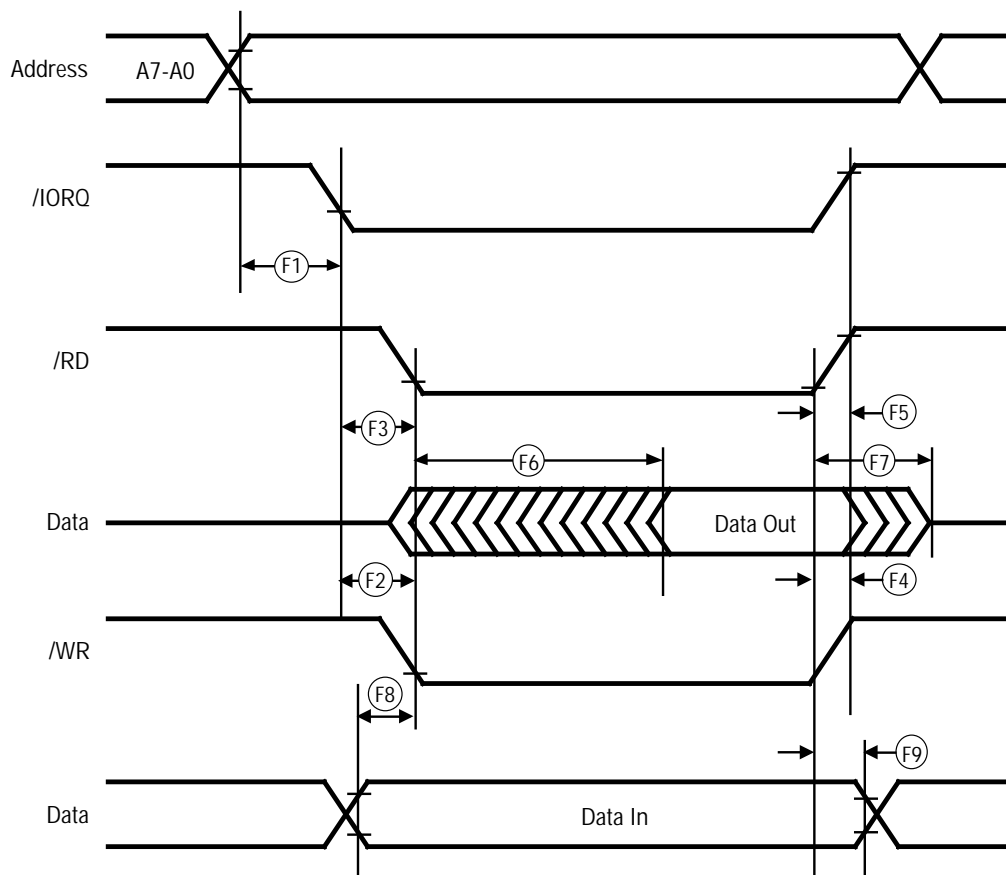 Address
A7-A0
/IORQ
F1
/RD
F3
F5
F6
F7
Data
Data Out
F2
F4
/WR
F8
F9
Data
Data In